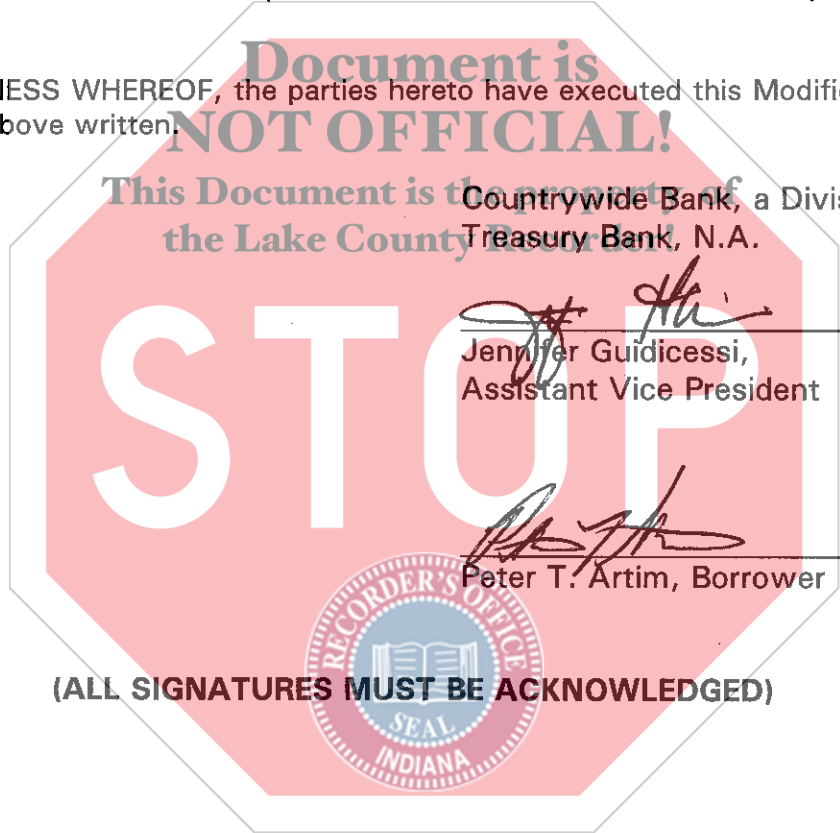 Document is
IESS WHEREOF, the parties hereto have executed this Modifi
bove written.
NOT OFFICIAL!
This Document is the property of
the Lake County Recorder!
Countrywide Bank, a Divis
Treasury Bank, N.A.
STOP
Jennifer Guidicessi,
Assistant Vice President
Peter T. Artim, Borrower
RECORDER'S OFFICE
(ALL SIGNATURES MUST BE ACKNOWLEDGED)
SEAL
INDIANA